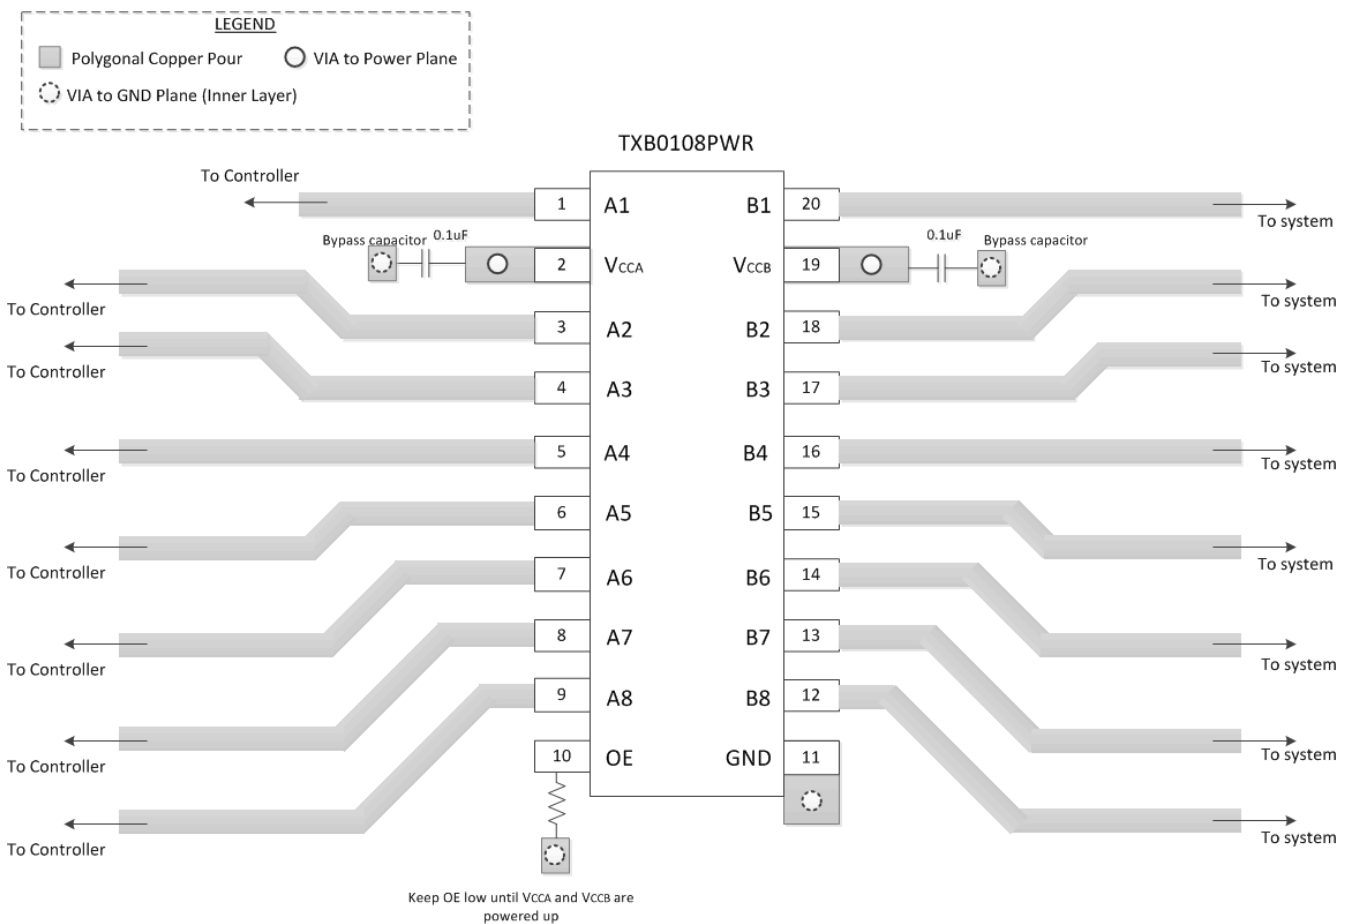 LEGEND
Polygonal Copper Pour
VIA to Power Plane
VIA to GND Plane (Inner Layer)
TXB0108PWR
To Controller
1
A1
B1
20
To system
Bypass capacitor
0.1uF
2
VCCA
VCCB
19
0.1uF
Bypass capacitor
To Controller
3
A2
B2
18
To system
To Controller
4
A3
B3
17
To system
To Controller
5
A4
B4
16
To system
To Controller
6
A5
B5
15
To system
To Controller
7
A6
B6
14
To system
To Controller
8
A7
B7
13
To system
To Controller
9
A8
B8
12
To system
10
OE
GND
11
Keep OE low until VCCA and VCCB are
powered up